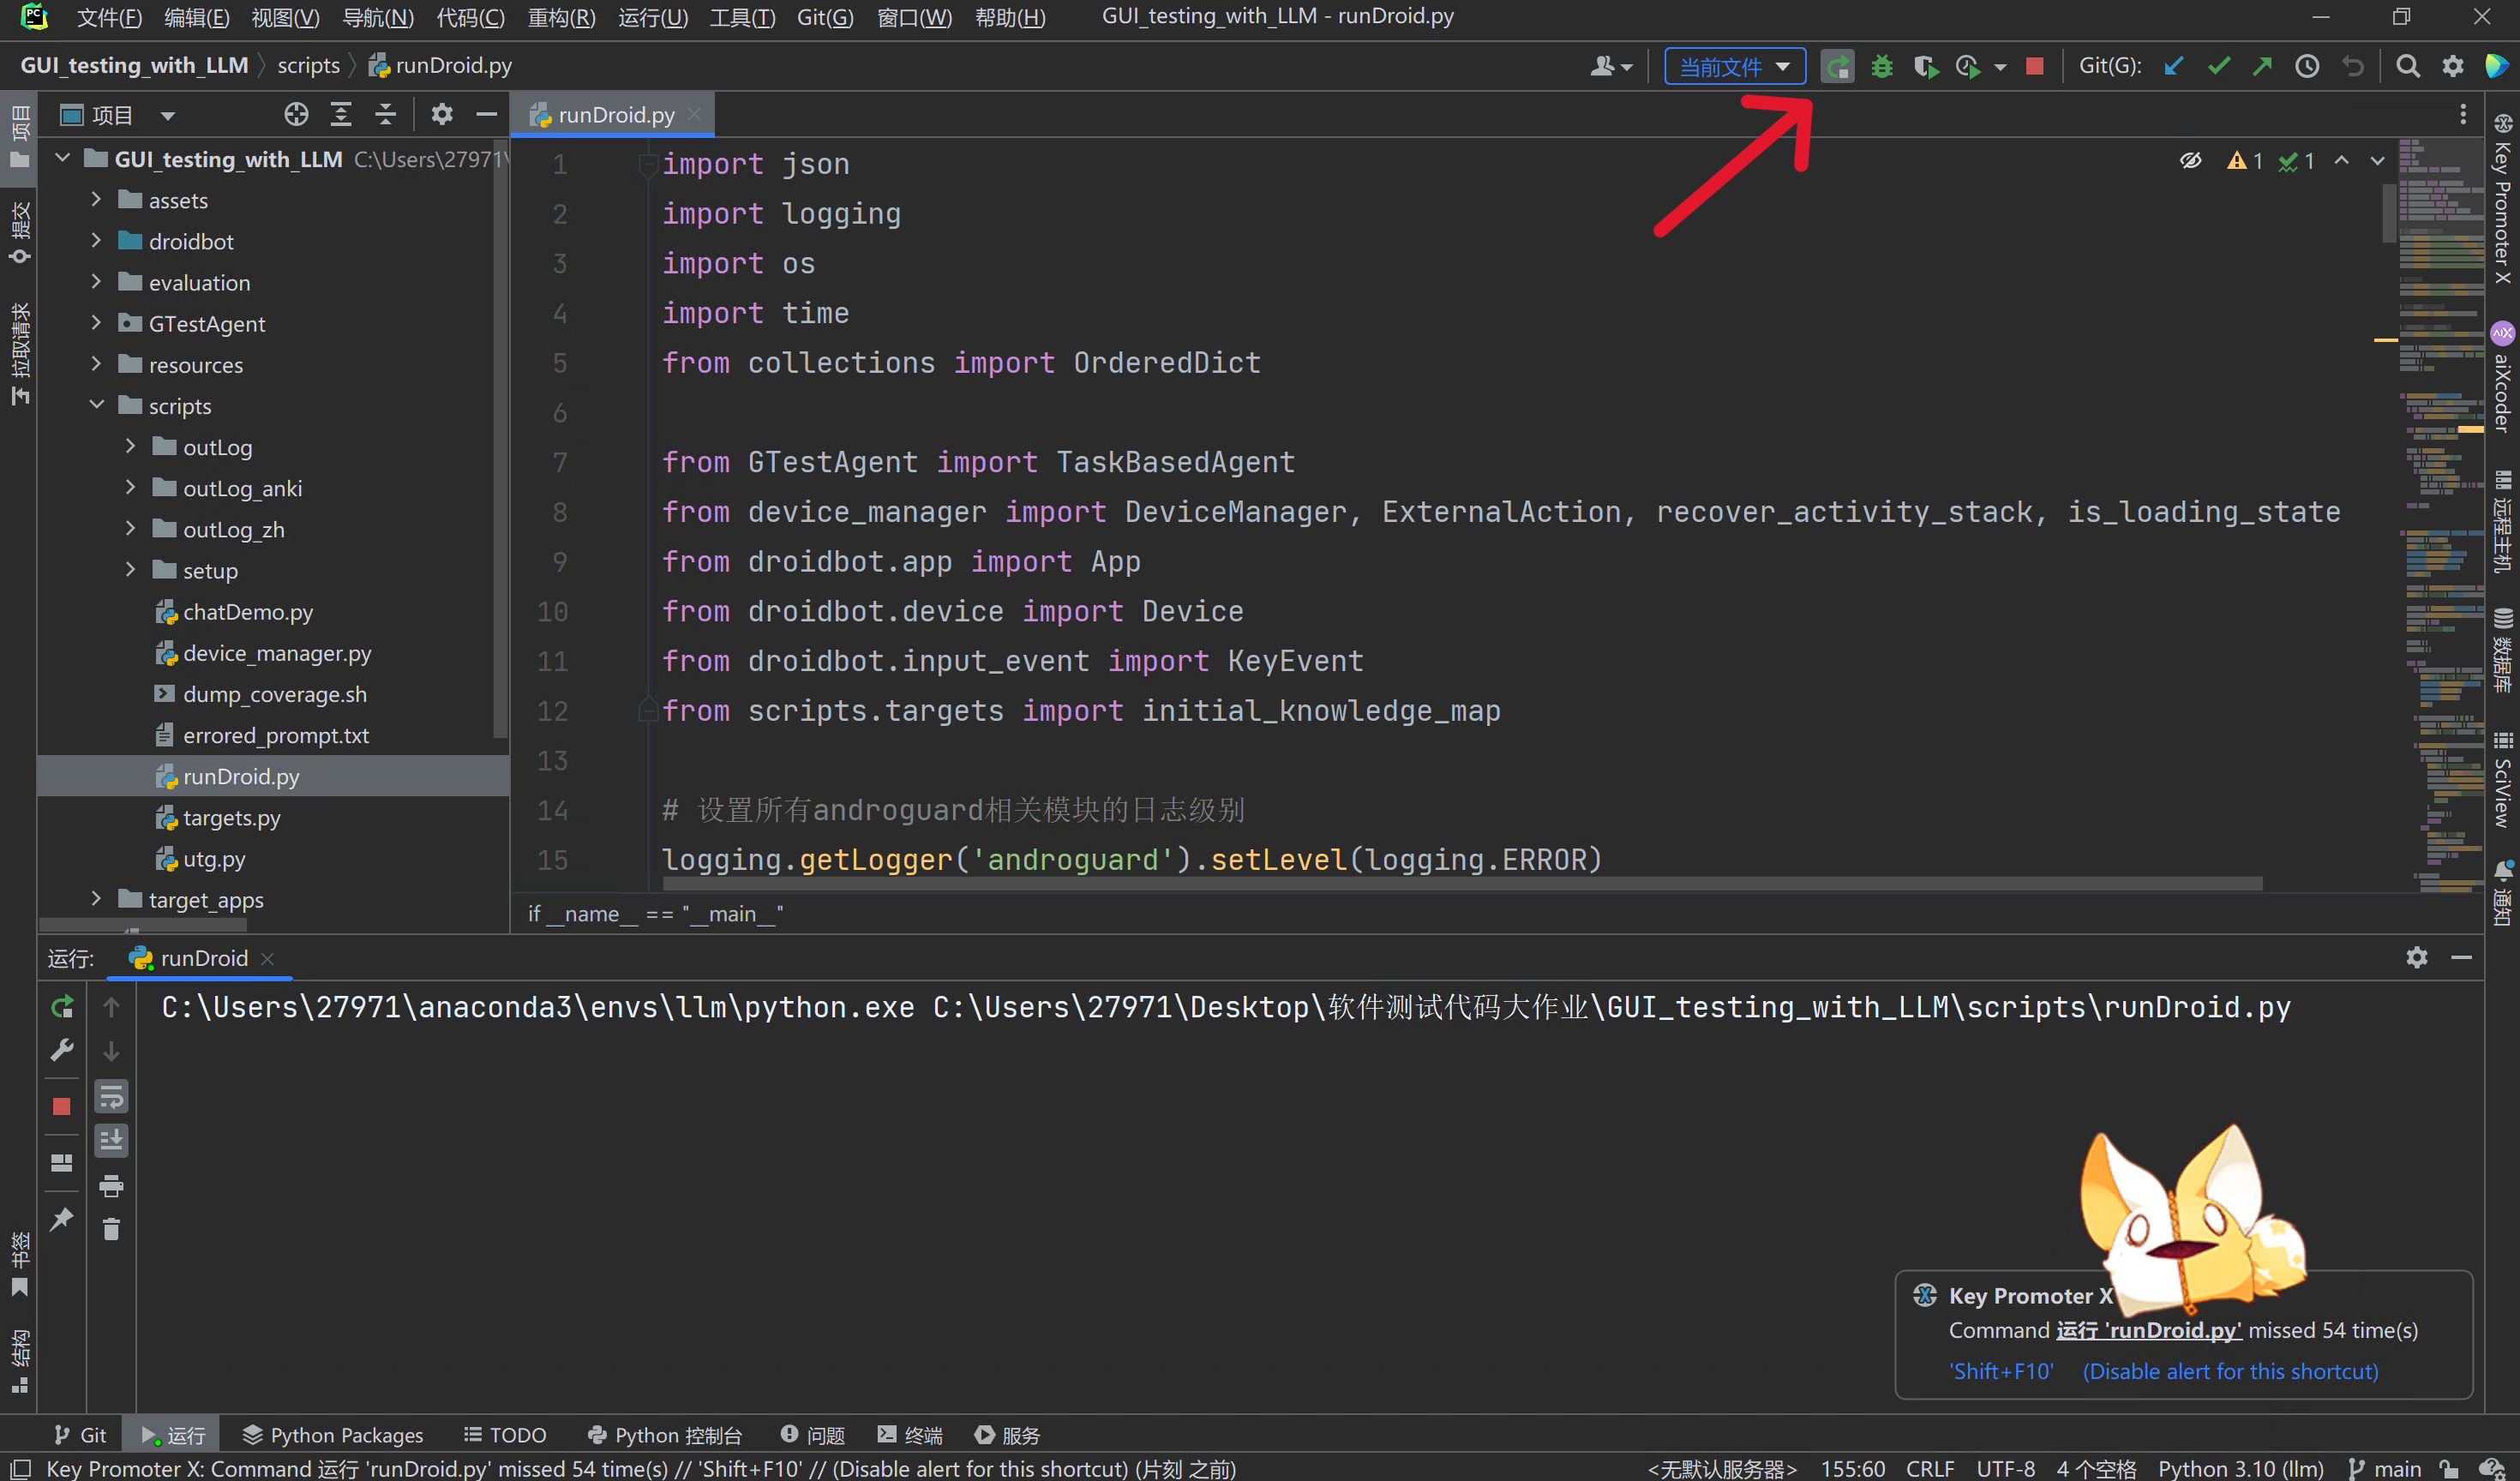 文件(F) 编辑(E) 视图(V) 导航(N) 代码(C) 重构(R) 运行(U) 工具(T) Git(G) 窗口(W) 帮助(H) GUI_testing_with_LLM - runDroid.py
GUI_testing_with_LLM scripts runDroid.py 当前文件 Git(G):
项目 runDroid.py
GUI_testing_with_LLM C:\Users\27971\
assets
droidbot
evaluation
GTestAgent
resources
scripts
outLog
outLog_anki
outLog_zh
setup
chatDemo.py
device_manager.py
dump_coverage.sh
errored_prompt.txt
runDroid.py
targets.py
utg.py
target_apps
项目
提交
拉取请求
书签
结构
1 import json
2 import logging
3 import os
4 import time
5 from collections import OrderedDict
6
7 from GTestAgent import TaskBasedAgent
8 from device_manager import DeviceManager, ExternalAction, recover_activity_stack, is_loading_state
9 from droidbot.app import App
10 from droidbot.device import Device
11 from droidbot.input_event import KeyEvent
12 from scripts.targets import initial_knowledge_map
13
14 # 设置所有androguard相关模块的日志级别
15 logging.getLogger('androguard').setLevel(logging.ERROR)
1 1
if __name__ == "__main__"
Key Promoter X
aiXcoder
远程主机
数据库
SciView
通知
运行: runDroid
C:\Users\27971\anaconda3\envs\llm\python.exe C:\Users\27971\Desktop\软件测试代码大作业\GUI_testing_with_LLM\scripts\runDroid.py
Key Promoter X
Command 运行 'runDroid.py' missed 54 time(s)
'Shift+F10' (Disable alert for this shortcut)
Git 运行 Python Packages TODO Python 控制台 问题 终端 服务
Key Promoter X: Command 运行 'runDroid.py' missed 54 time(s) // 'Shift+F10' // (Disable alert for this shortcut) (片刻 之前) <无默认服务器> 155:60 CRLF UTF-8 4 个空格 Python 3.10 (llm) main